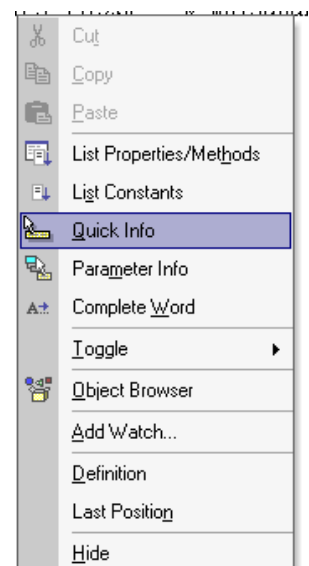 Cut
Copy
Paste
List Properties/Methods
List Constants
Quick Info
Parameter Info
A Complete Word
Toggle
Object Browser
Add Watch...
Definition
Last Position
Hide